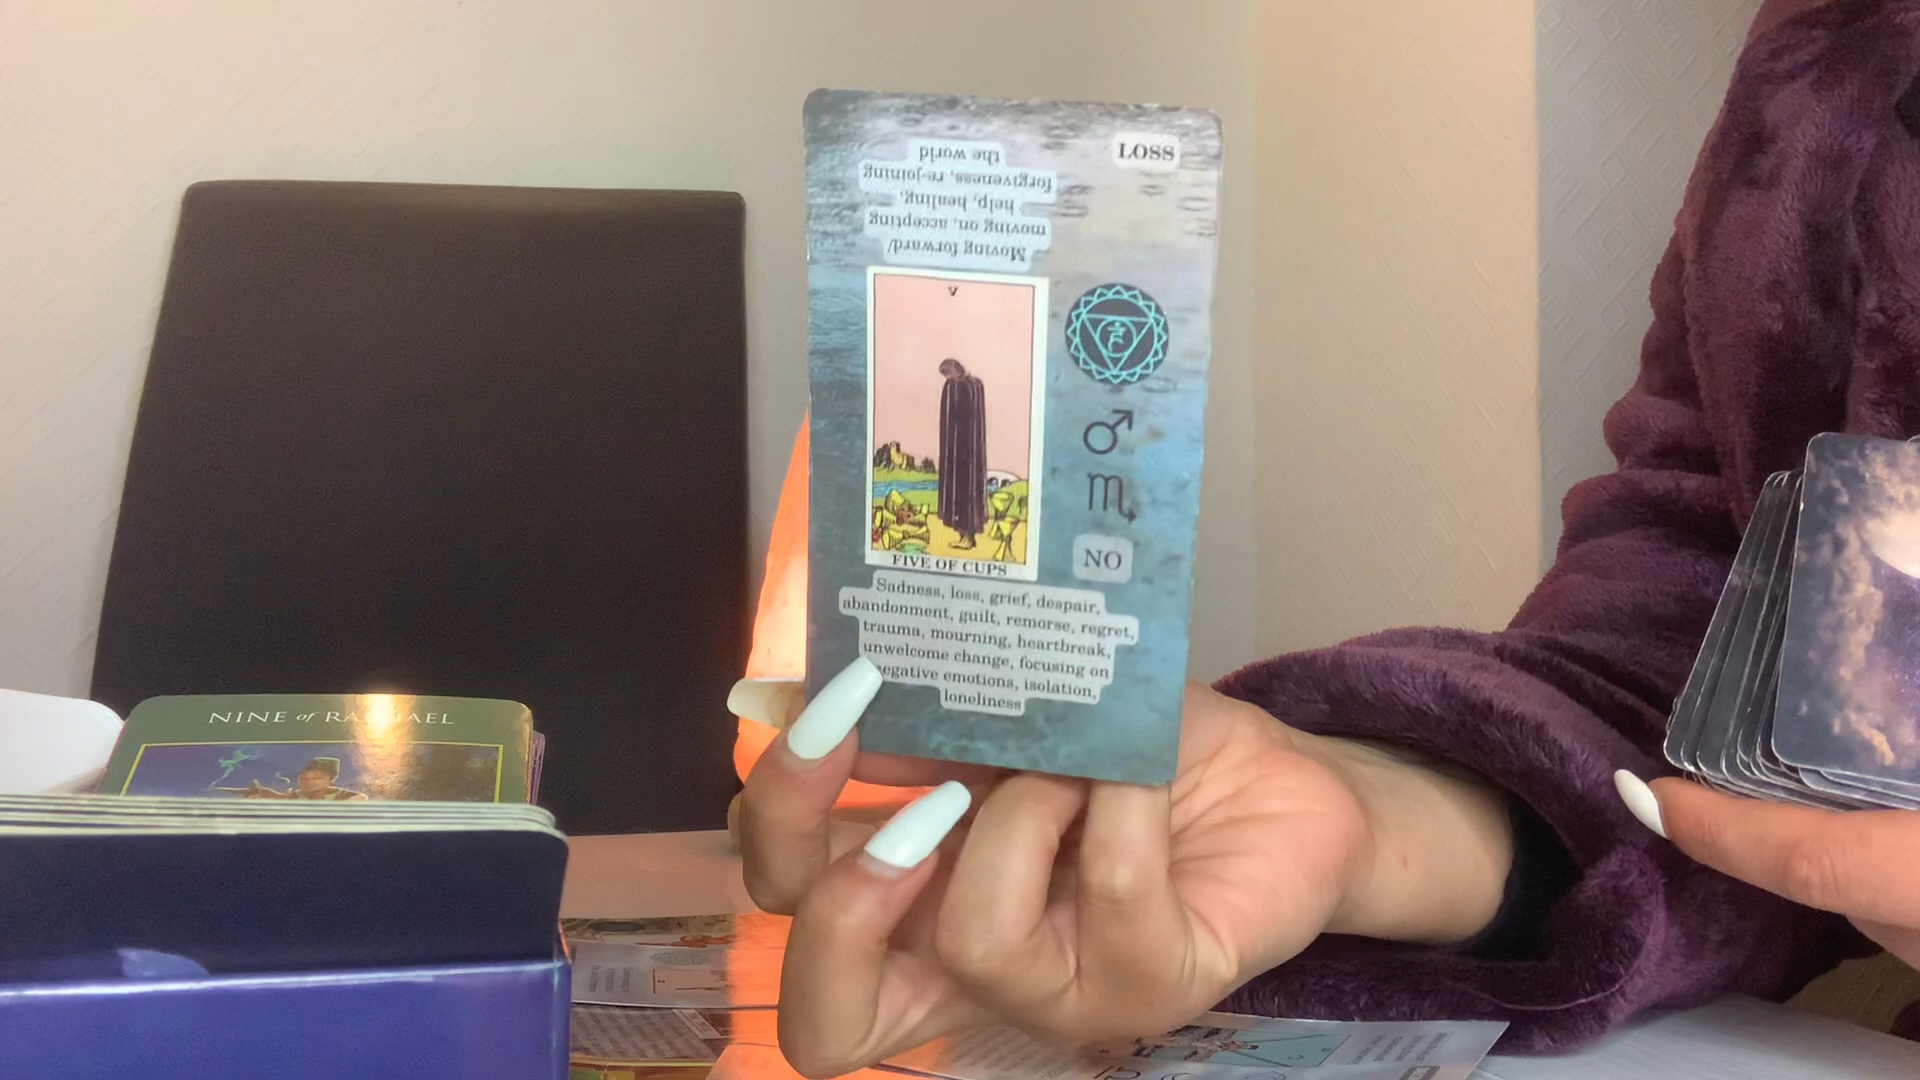 LOSS
Moving forward/
moving on, accepting
help, healing,
forgiveness, re-joining
the world
V
NO
FIVE OF CUPS
Sadness, loss, grief, despair,
abandonment, guilt, remorse, regret,
trauma, mourning, heartbreak,
unwelcome change, focusing on
negative emotions, isolation,
loneliness
NINE of RAPHAEL